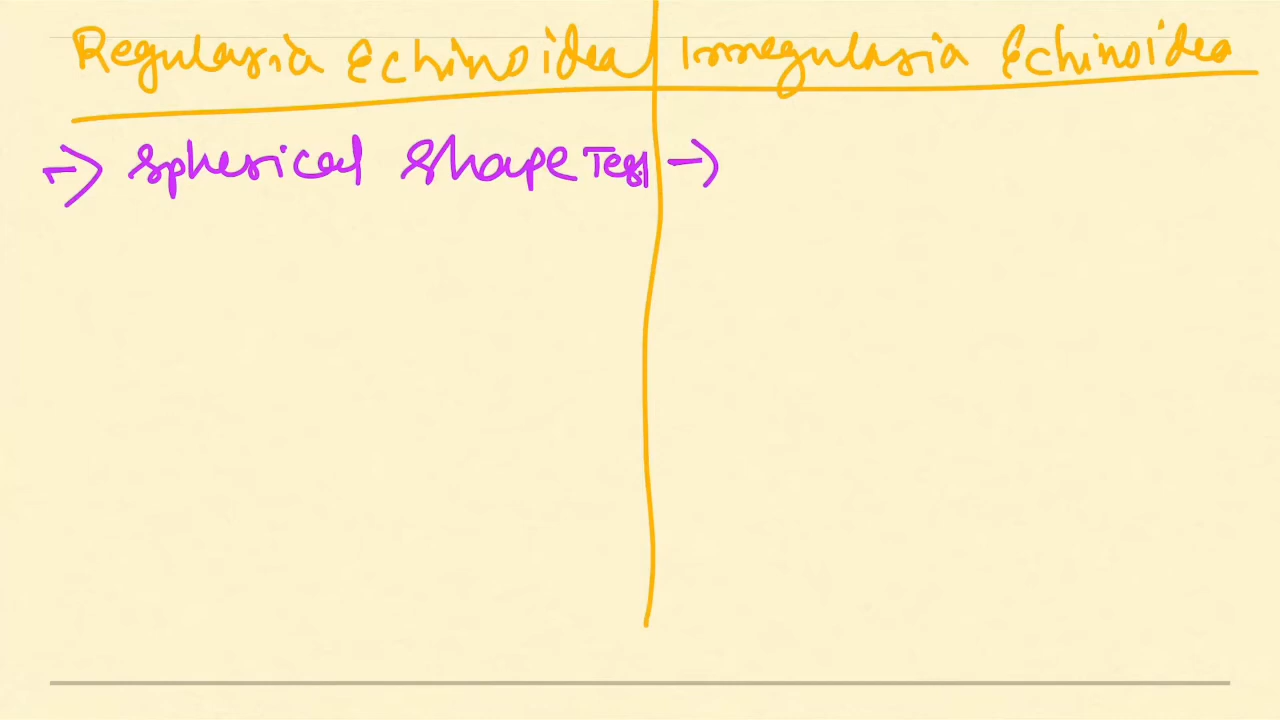 Regularia Echinoidea Irregularia Echinoidea
-> Spherical Shape Test ->